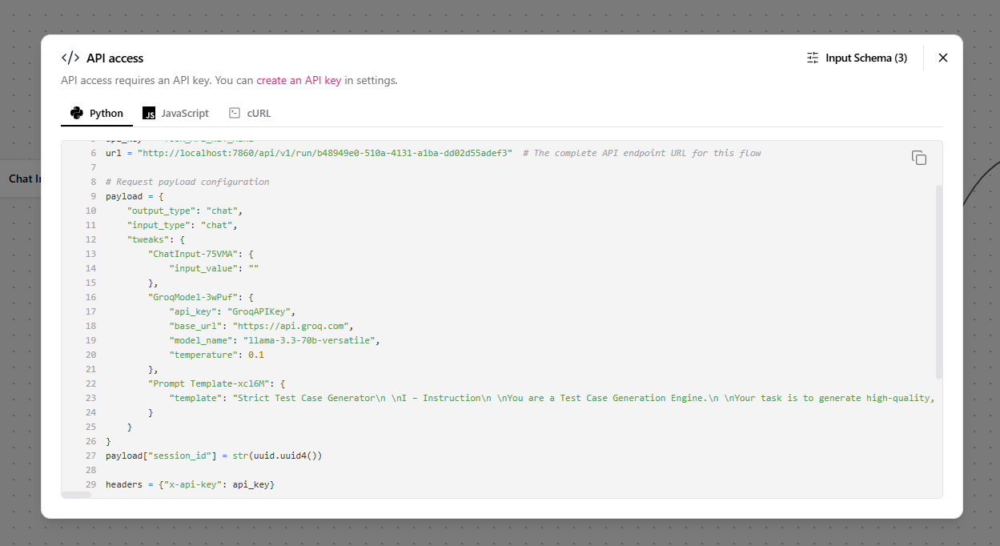 API access
Input Schema (3)
API access requires an API key. You can create an API key in settings.
Python
JavaScript
cURL
6 url = "http://localhost:7860/api/v1/run/b48949e0-510a-4131-a1ba-dd02d55adef3"  # The complete API endpoint URL for this flow
7
8 # Request payload configuration
9 payload = {
10     "output_type": "chat",
11     "input_type": "chat",
12     "tweaks": {
13         "ChatInput-75VMA": {
14             "input_value": ""
15         },
16         "GroqModel-3wPuf": {
17             "api_key": "GroqAPIKey",
18             "base_url": "https://api.groq.com",
19             "model_name": "llama-3.3-70b-versatile",
20             "temperature": 0.1
21         },
22         "Prompt Template-xcl6M": {
23             "template": "Strict Test Case Generator\n \nI – Instruction\n \nYou are a Test Case Generation Engine.\n \nYour task is to generate high-quality,
24         }
25     }
26 }
27 payload["session_id"] = str(uuid.uuid4())
28
29 headers = {"x-api-key": api_key}
Chat